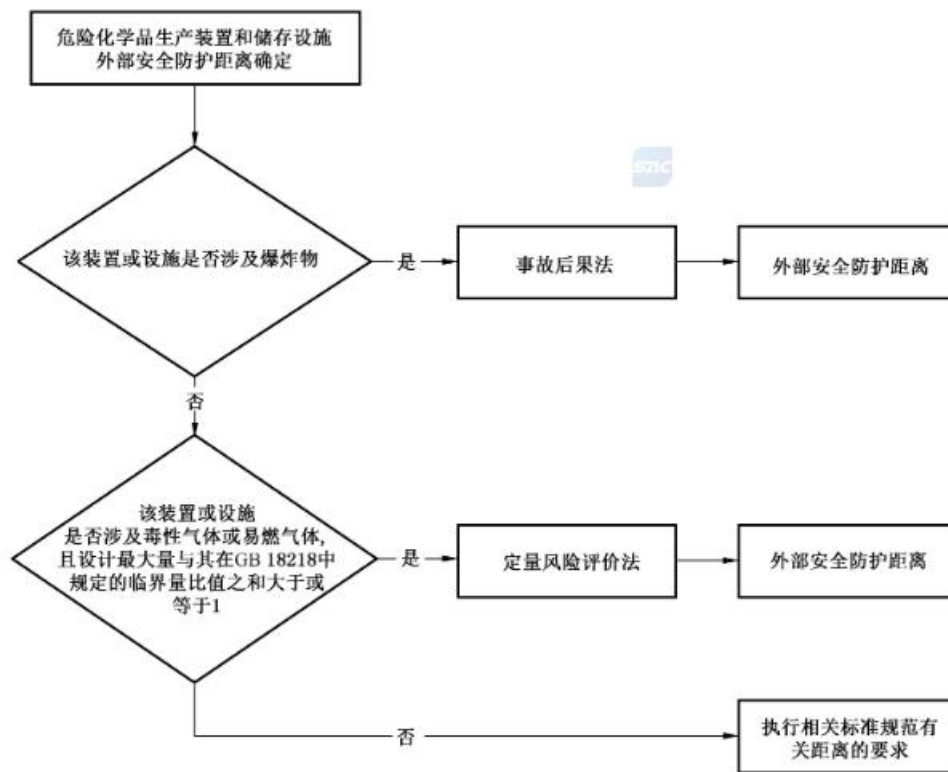 危险化学品生产装置和储存设施
外部安全防护距离确定
该装置或设施是否涉及爆炸物
是
事故后果法
外部安全防护距离
否
该装置或设施
是否涉及毒性气体或易燃气体,
且设计最大量与其在GB 18218中
规定的临界量比值之和大于或
等于1
是
定量风险评价法
外部安全防护距离
否
执行相关标准规范有
关距离的要求